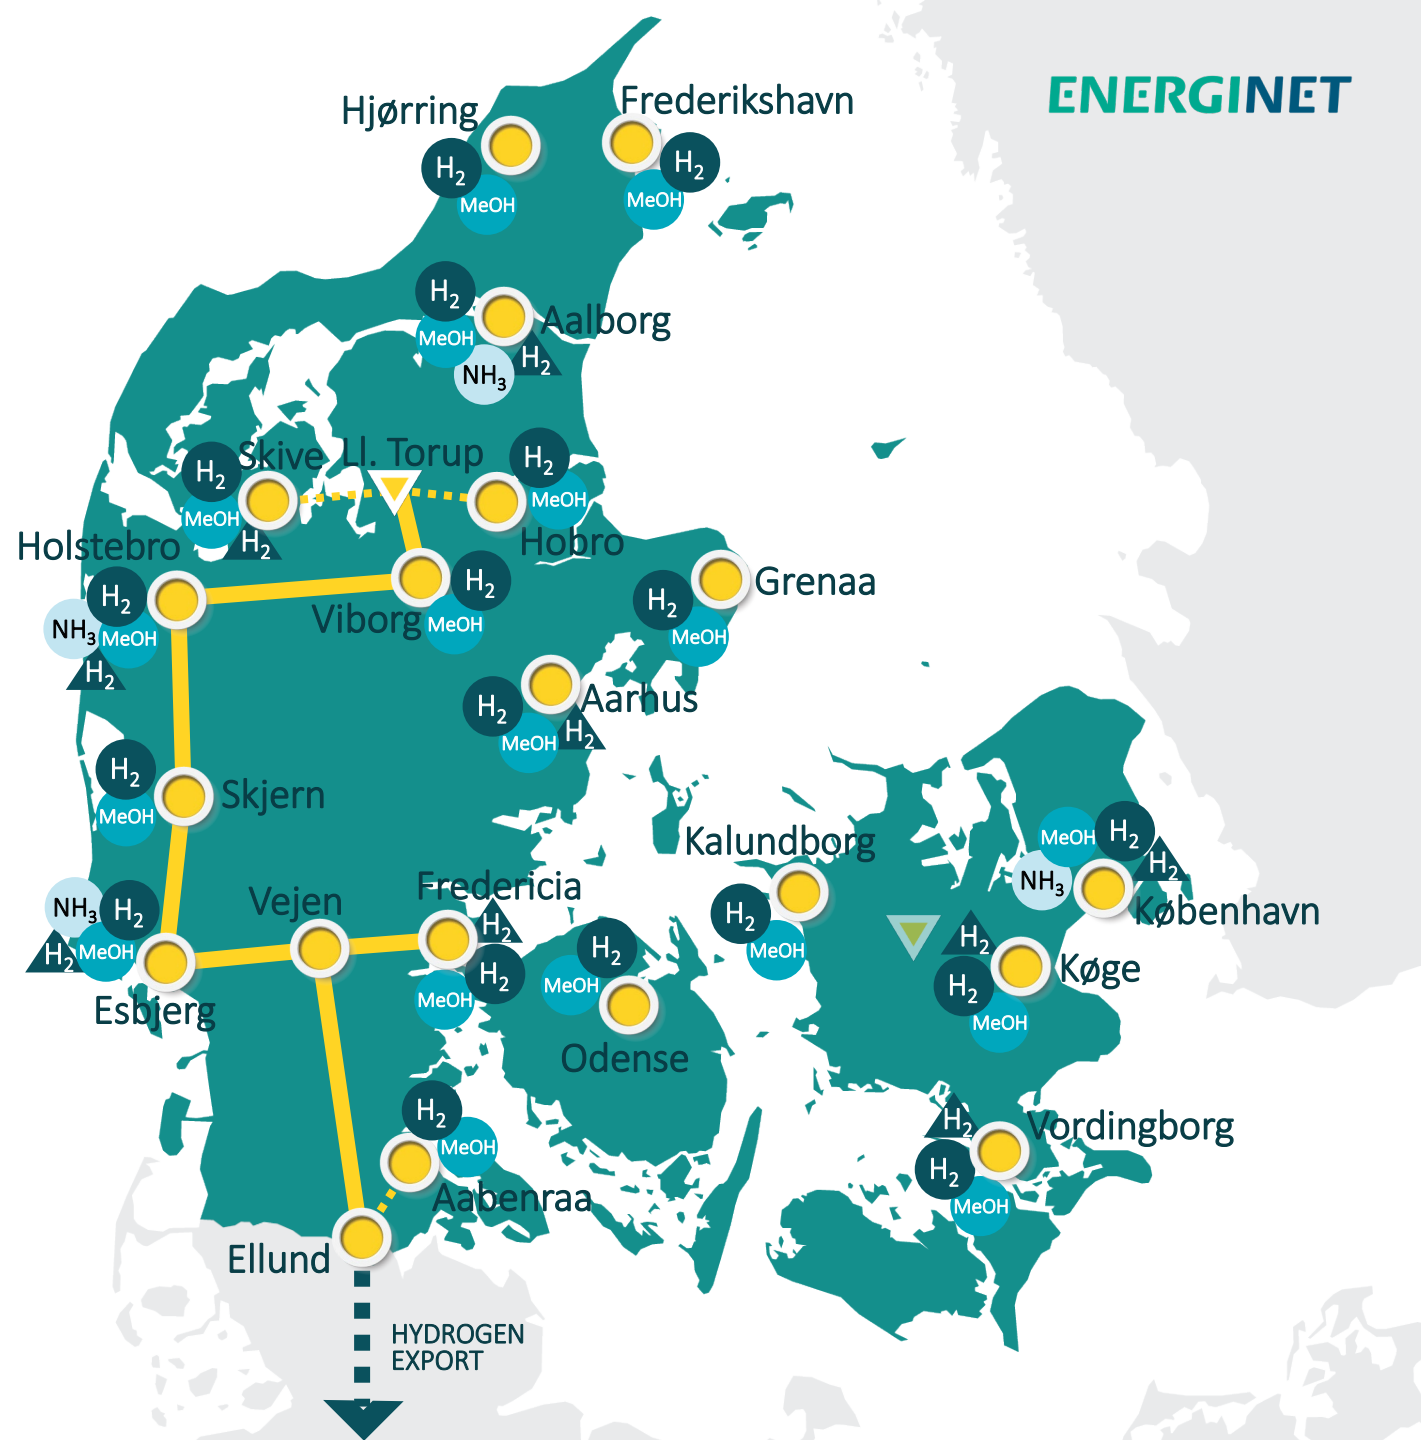 ENERGINET
Hjørring
H₂
MeOH
Frederikshavn
H₂
MeOH
H₂
MeOH
NH₃
H₂
Aalborg
Skive
H₂
MeOH
H₂
Ll. Torup
H₂
MeOH
Hobro
Holstebro
H₂
NH₃
MeOH
H₂
Viborg
H₂
MeOH
Grenaa
H₂
MeOH
Aarhus
H₂
MeOH
H₂
H₂
MeOH
Skjern
Kalundborg
H₂
MeOH
MeOH
H₂
H₂
NH₃
København
Vejen
Fredericia
H₂
H₂
MeOH
NH₃
H₂
H₂
MeOH
Esbjerg
H₂
MeOH
Odense
H₂
H₂
MeOH
Køge
H₂
MeOH
Aabenraa
H₂
H₂
MeOH
Vordingborg
Ellund
HYDROGEN
EXPORT